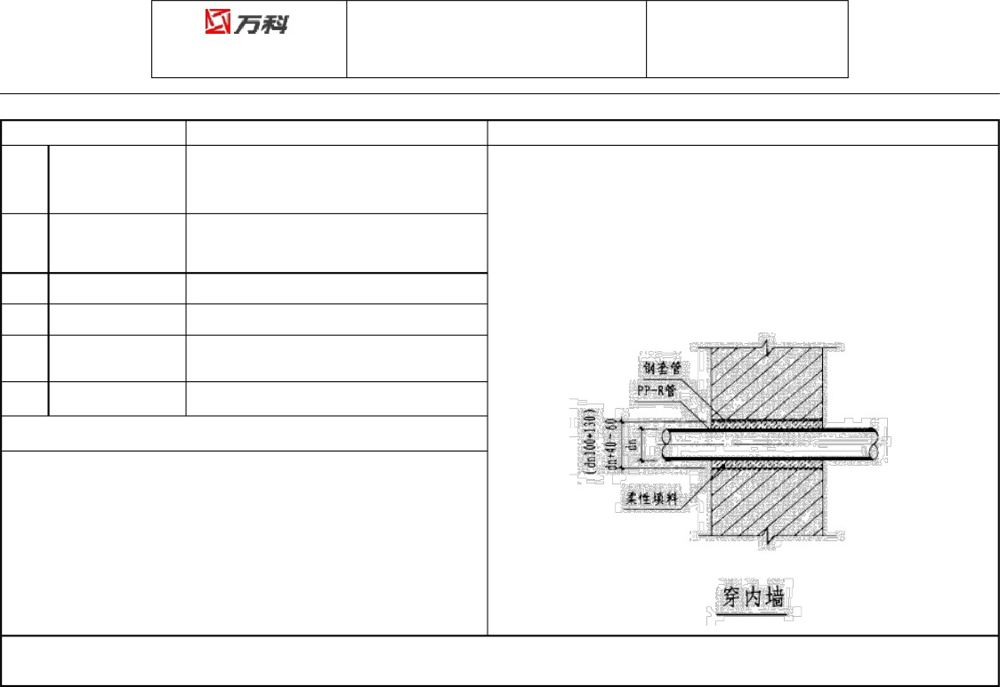 万科
钢套管
PP-R管
(dn100+130)
dn+40~60
dn
柔性填料
穿内墙